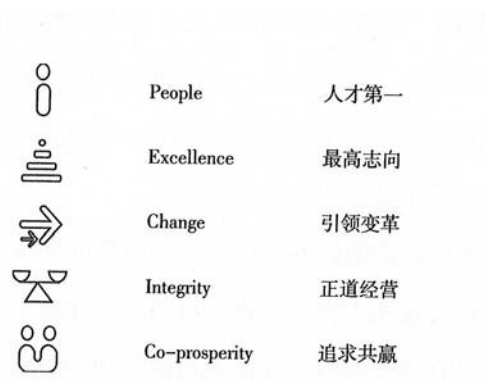 People 人才第一
Excellence 最高志向
Change 引领变革
Integrity 正道经营
Co-prosperity 追求共赢